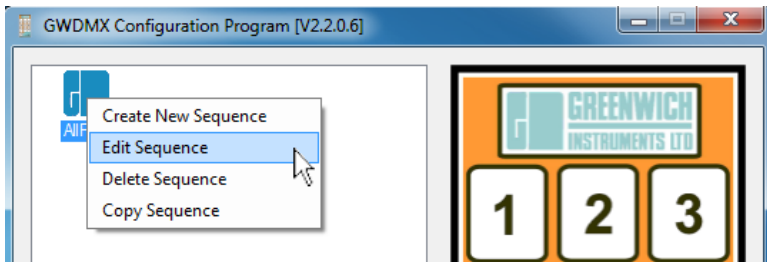 GWDMX Configuration Program [V2.2.0.6]
Create New Sequence
Edit Sequence
Delete Sequence
Copy Sequence
GREENWICH
INSTRUMENTS LTD
1 2 3